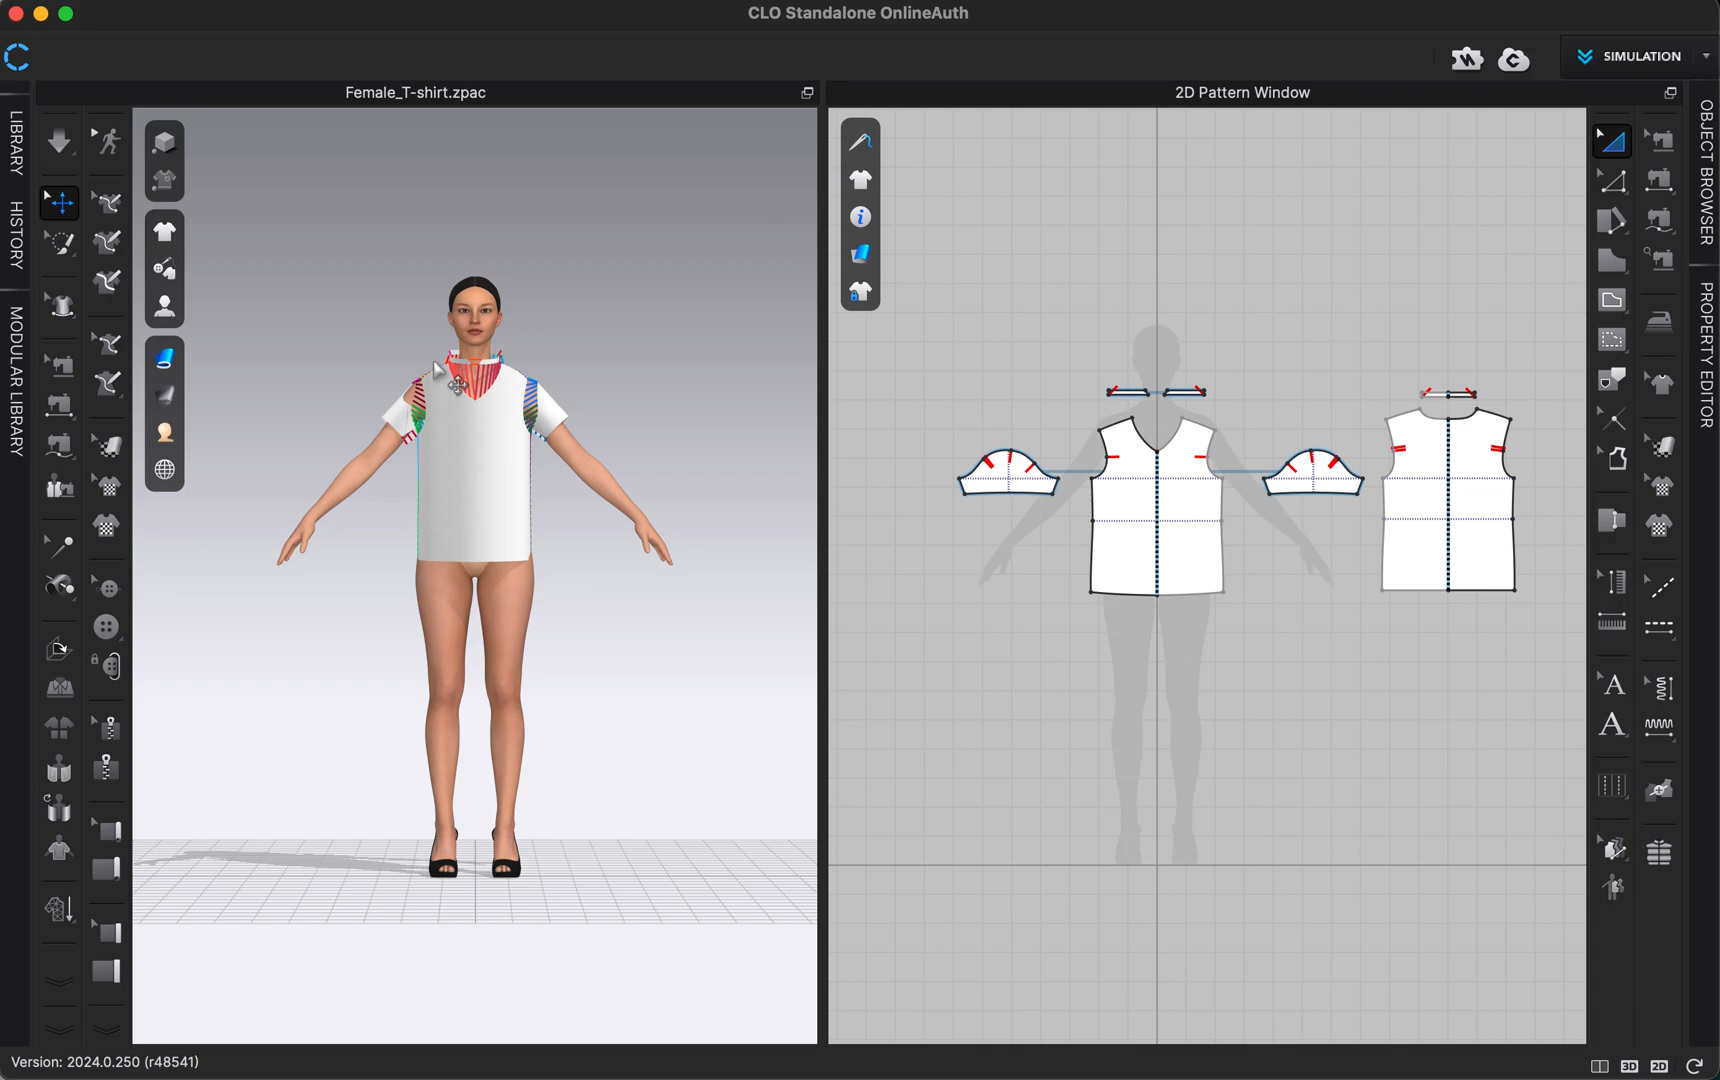 CLO Standalone OnlineAuth
SIMULATION
Female_T-shirt.zpac
2D Pattern Window
LIBRARY
HISTORY
MODULAR LIBRARY
OBJECT BROWSER
PROPERTY EDITOR
A
A
Version: 2024.0.250 (r48541)
3D
2D